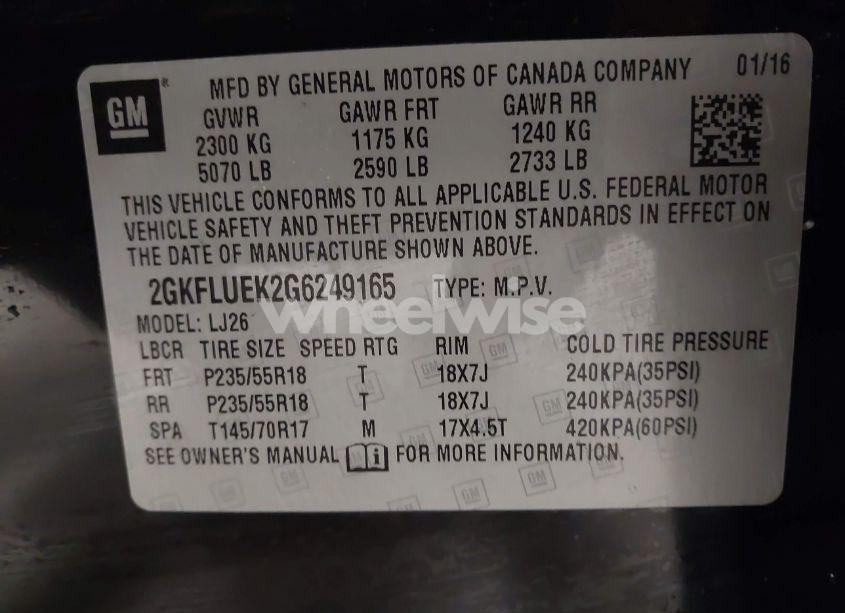 GM
MFD BY GENERAL MOTORS OF CANADA COMPANY 01/16
GVWR GAWR FRT GAWR RR
2300 KG 1175 KG 1240 KG
5070 LB 2590 LB 2733 LB
THIS VEHICLE CONFORMS TO ALL APPLICABLE U.S. FEDERAL MOTOR
VEHICLE SAFETY AND THEFT PREVENTION STANDARDS IN EFFECT ON
THE DATE OF MANUFACTURE SHOWN ABOVE.
2GKFLUEK2G6249165 TYPE: M.P.V.
wheelwise
MODEL: LJ26
LBCR TIRE SIZE SPEED RTG RIM COLD TIRE PRESSURE
FRT P235/55R18 T 18X7J 240KPA(35PSI)
RR P235/55R18 T 18X7J 240KPA(35PSI)
SPA T145/70R17 M 17X4.5T 420KPA(60PSI)
SEE OWNER'S MANUAL i FOR MORE INFORMATION.